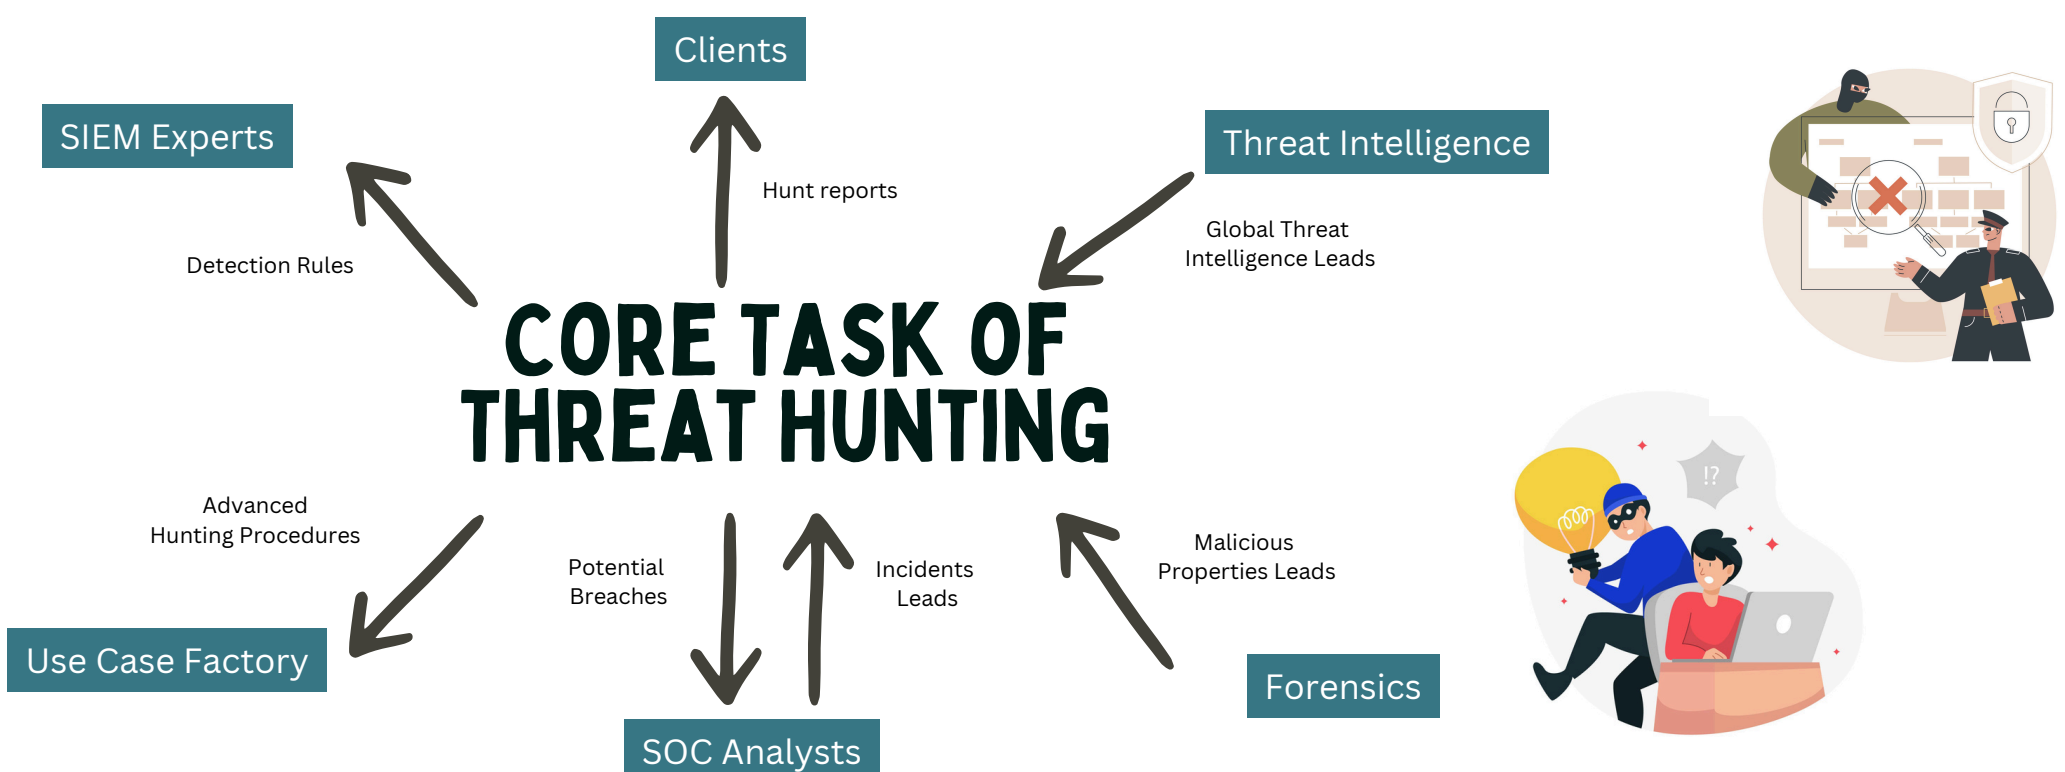 Clients
SIEM Experts
Threat Intelligence
Hunt reports
Global Threat
Intelligence Leads
Detection Rules
CORE TASK OF
THREAT HUNTING
Advanced
Hunting Procedures
Potential
Breaches
Incidents
Leads
Malicious
Properties Leads
Use Case Factory
Forensics
SOC Analysts
!?